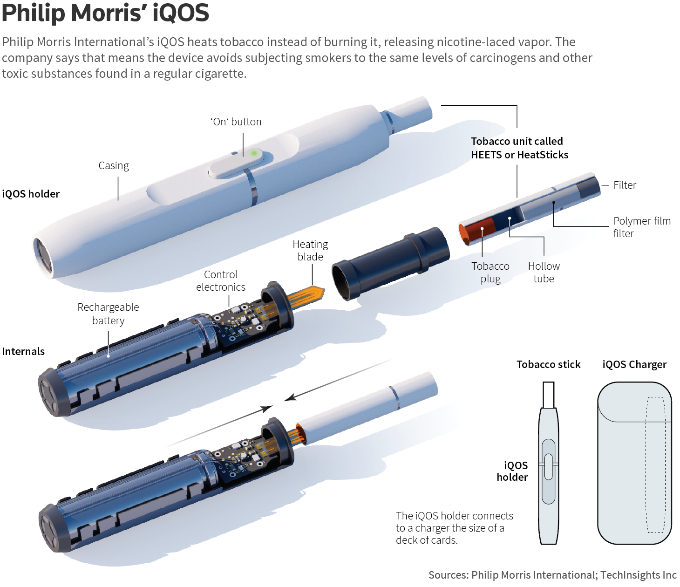 Philip Morris' iQOS
Philip Morris International's iQOS heats tobacco instead of burning it, releasing nicotine-laced vapor. The
company says that means the device avoids subjecting smokers to the same levels of carcinogens and other
toxic substances found in a regular cigarette.
'On' button
Casing
iQOS holder
Tobacco unit called
HEETS or HeatSticks
Filter
Polymer film
filter
Tobacco
plug
Hollow
tube
Heating
blade
Control
electronics
Rechargeable
battery
Internals
Tobacco stick
iQOS Charger
iQOS
holder
The iQOS holder connects
to a charger the size of a
deck of cards.
Sources: Philip Morris International; TechInsights Inc